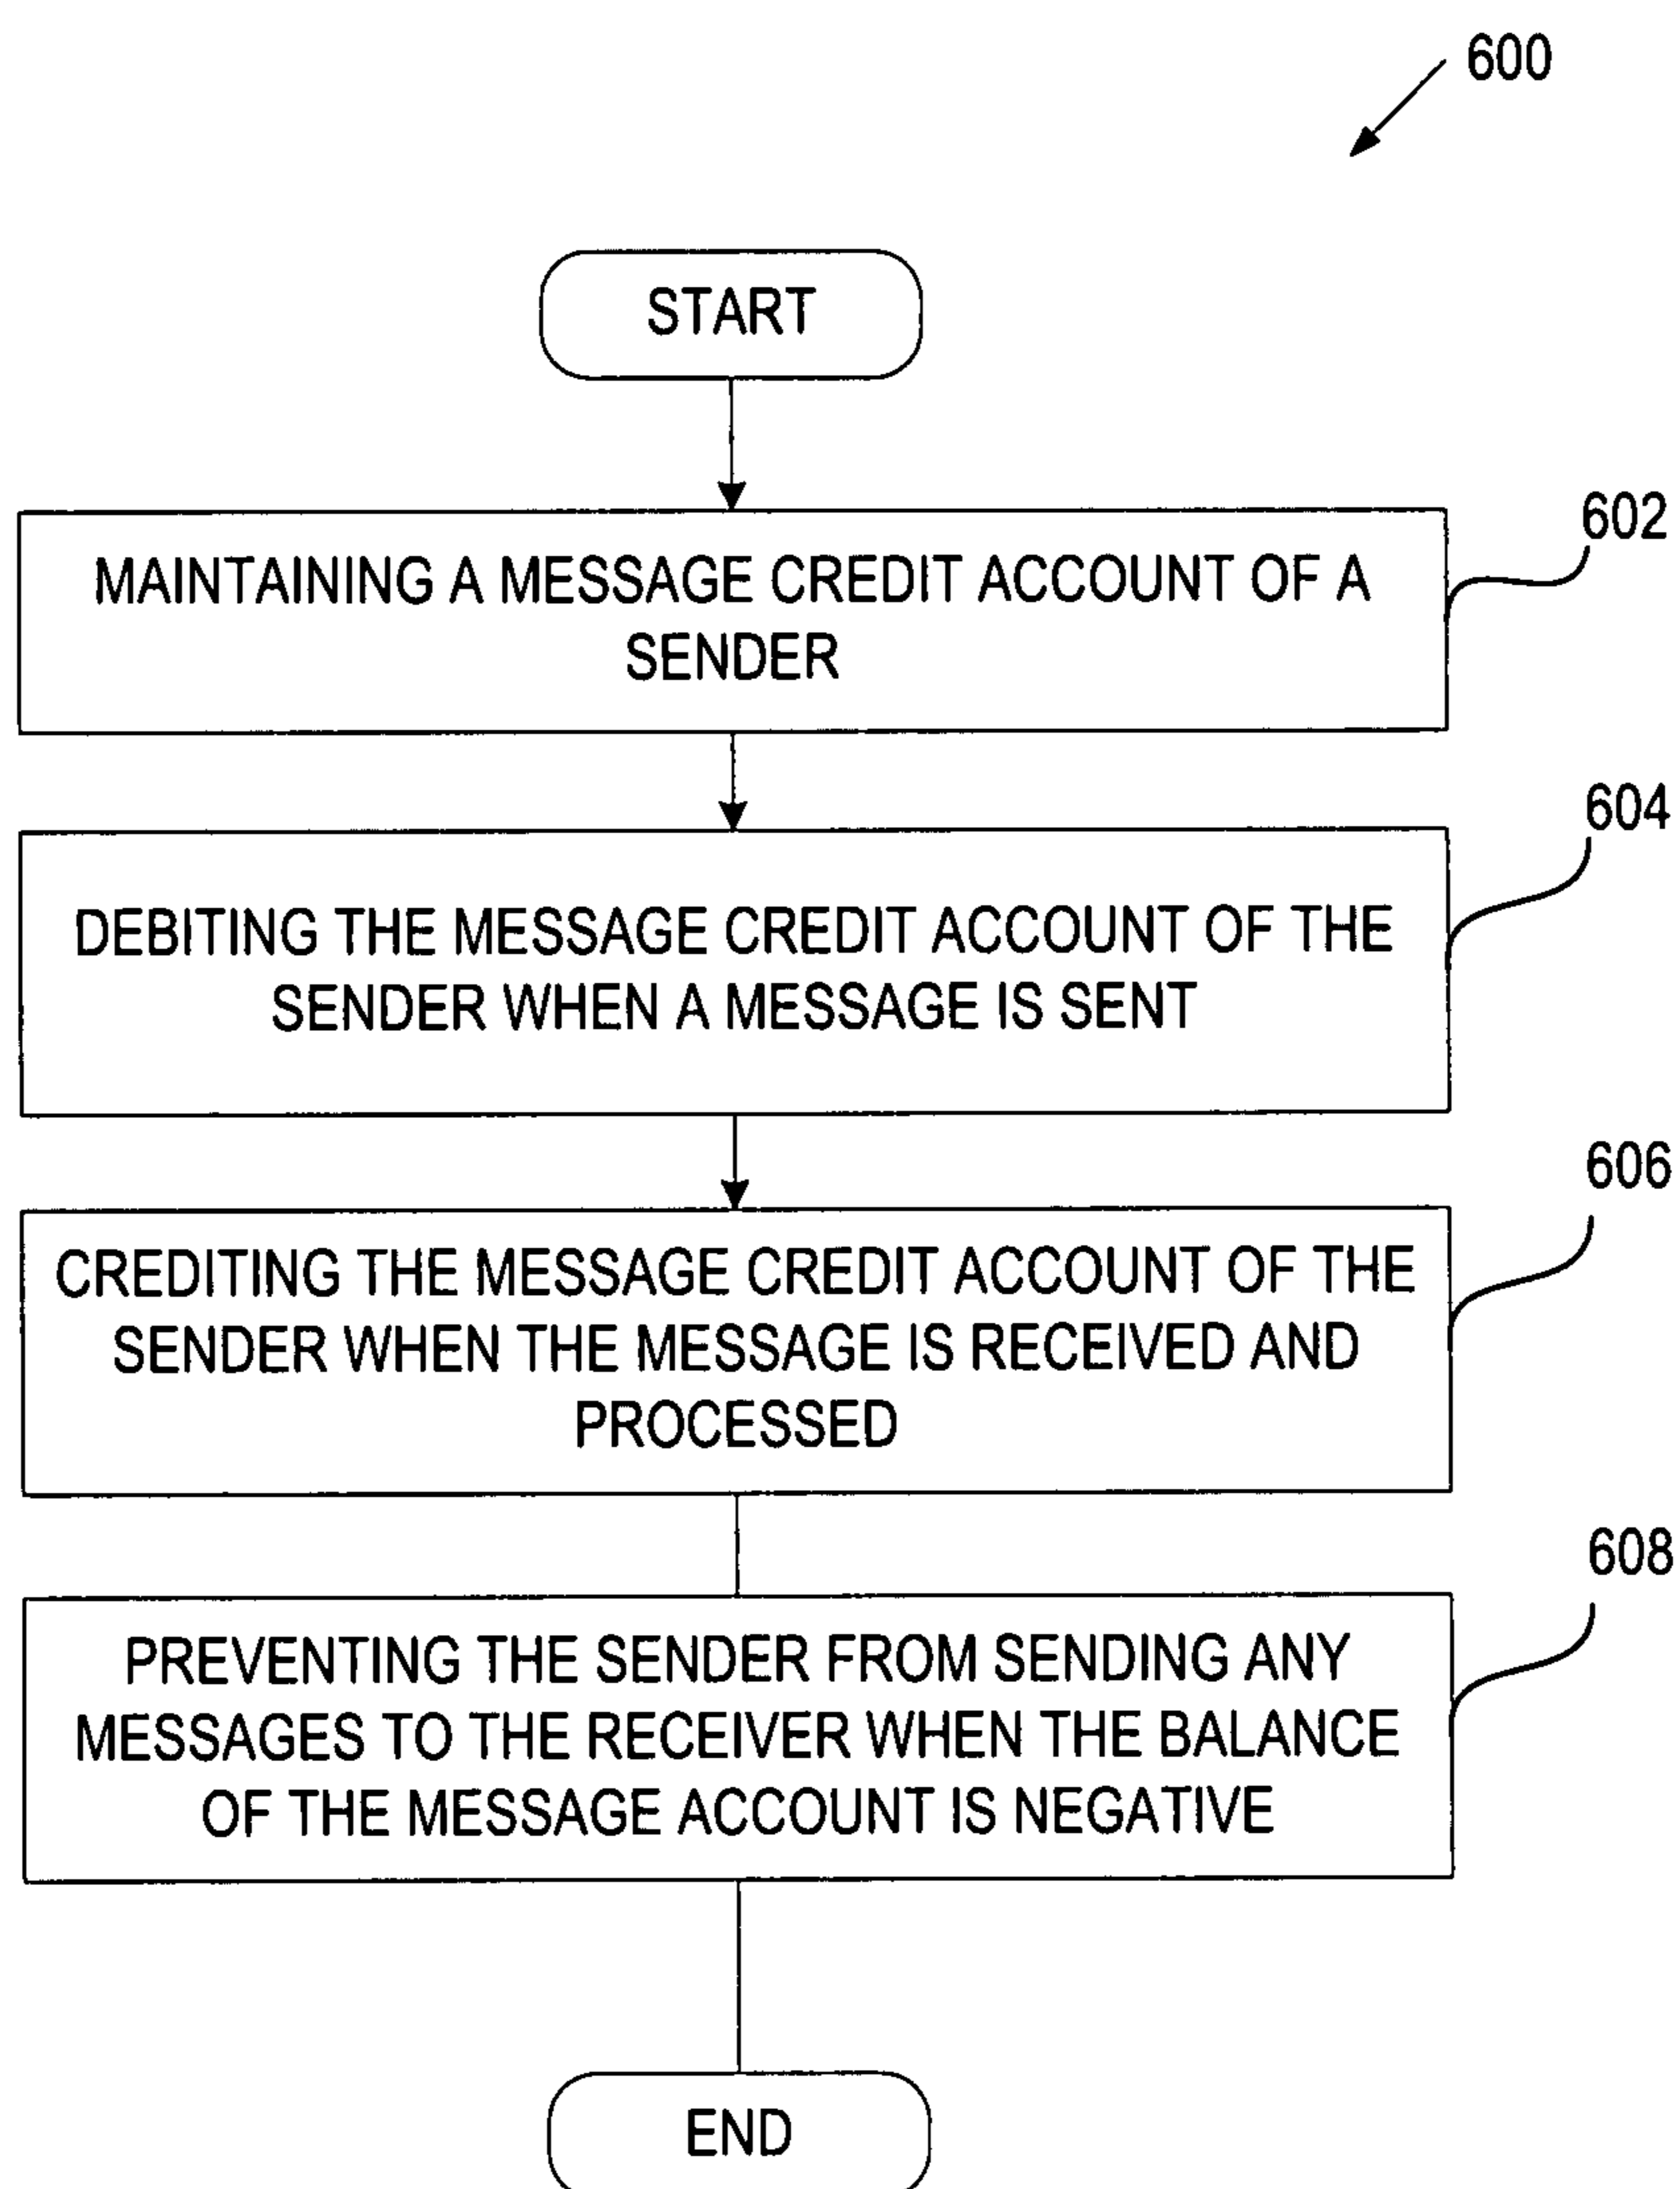 600
START
602
MAINTAINING A MESSAGE CREDIT ACCOUNT OF A
SENDER
604
DEBITING THE MESSAGE CREDIT ACCOUNT OF THE
SENDER WHEN A MESSAGE IS SENT
606
CREDITING THE MESSAGE CREDIT ACCOUNT OF THE
SENDER WHEN THE MESSAGE IS RECEIVED AND
PROCESSED
608
PREVENTING THE SENDER FROM SENDING ANY
MESSAGES TO THE RECEIVER WHEN THE BALANCE
OF THE MESSAGE ACCOUNT IS NEGATIVE
END